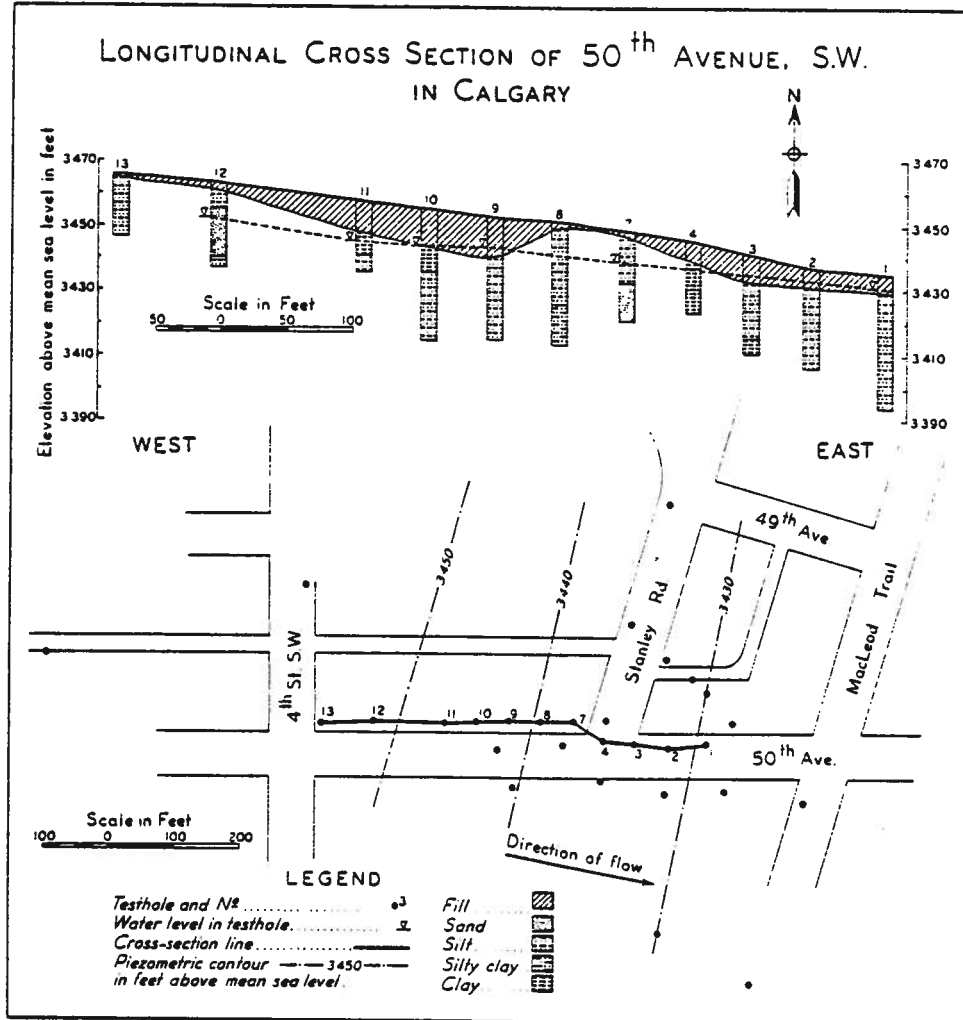 LONGITUDINAL CROSS SECTION OF 50th AVENUE, S.W.
IN CALGARY
N
Elevation above mean sea level in feet
3470
3450
3430
3410
3390
3470
3450
3430
3410
3390
13
12
11
10
9
8
7
4
3
2
1
Scale in Feet
50 0 50 100
WEST
EAST
49th Ave
3450
3440
3430
Stanley Rd
MacLeod Trail
4th St. S.W
13 12 11 10 9 8 7
4 3 2 1
50th Ave.
Scale in Feet
100 0 100 200
Direction of flow
LEGEND
Testhole and Nº 3
Water level in testhole
Cross-section line
Piezometric contour 3450
in feet above mean sea level
Fill
Sand
Silt
Silty clay
Clay